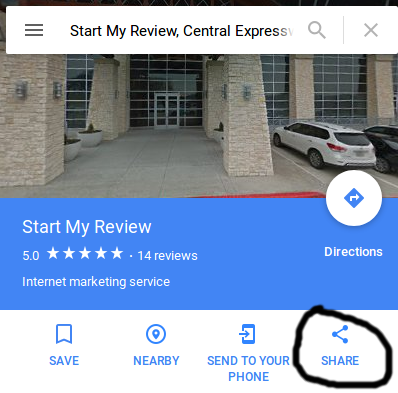 Start My Review, Central Express
Start My Review
5.0 ★★★★★ · 14 reviews
Directions
Internet marketing service
SAVE
NEARBY
SEND TO YOUR
PHONE
SHARE